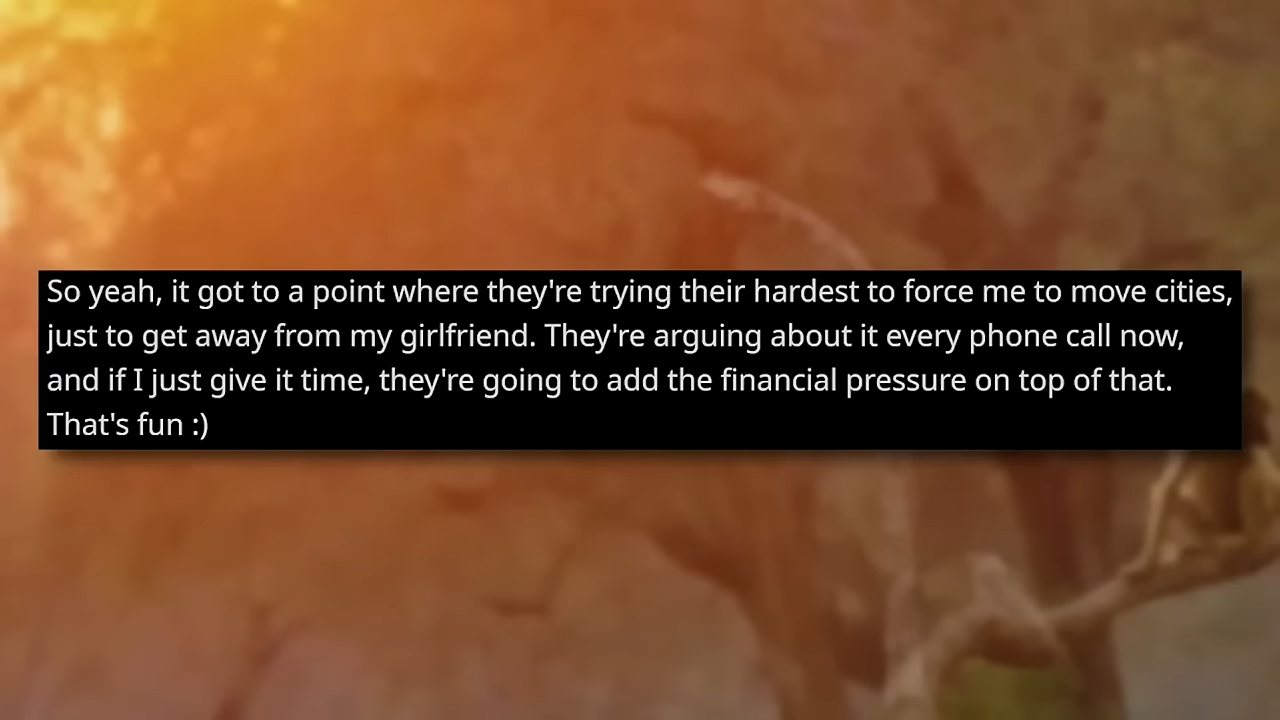 So yeah, it got to a point where they're trying their hardest to force me to move cities,
just to get away from my girlfriend. They're arguing about it every phone call now,
and if I just give it time, they're going to add the financial pressure on top of that.
That's fun :)